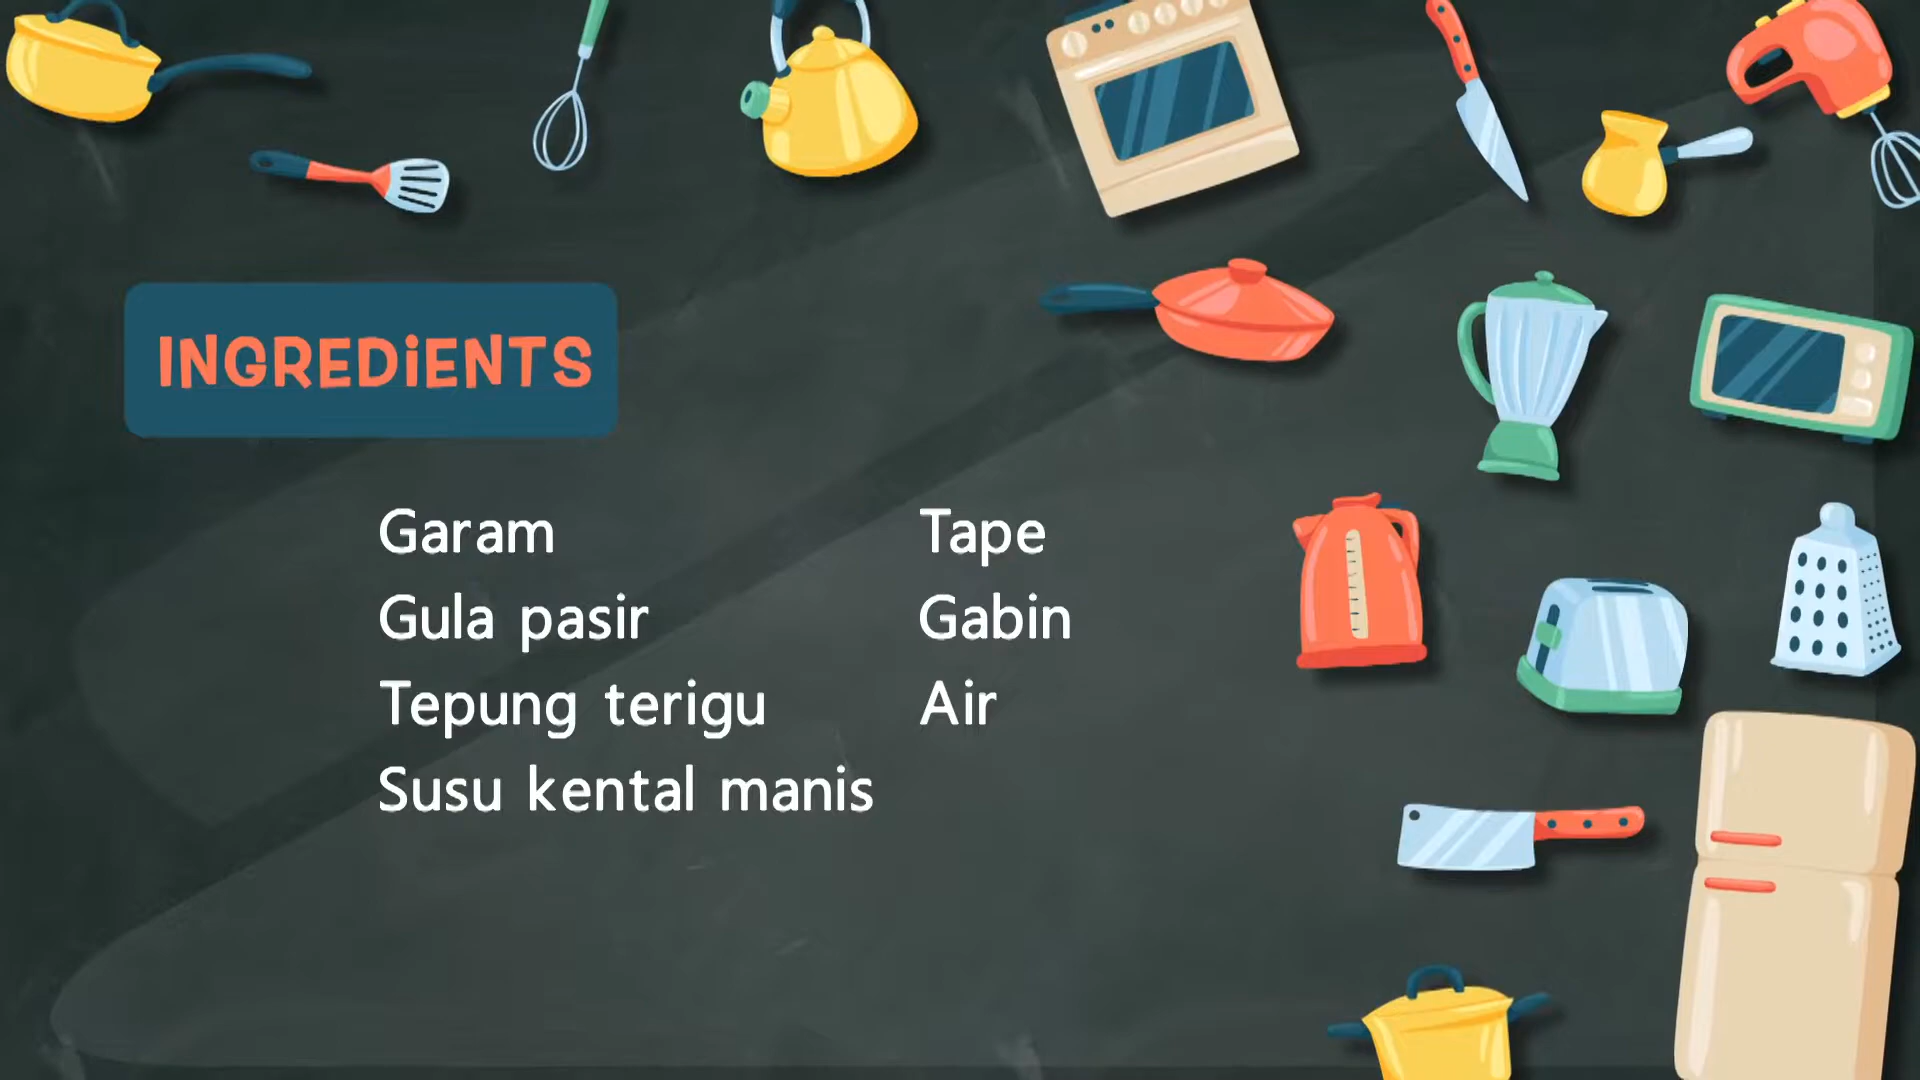 INGREDiENTS
Garam
Gula pasir
Tepung terigu
Susu kental manis
Tape
Gabin
Air